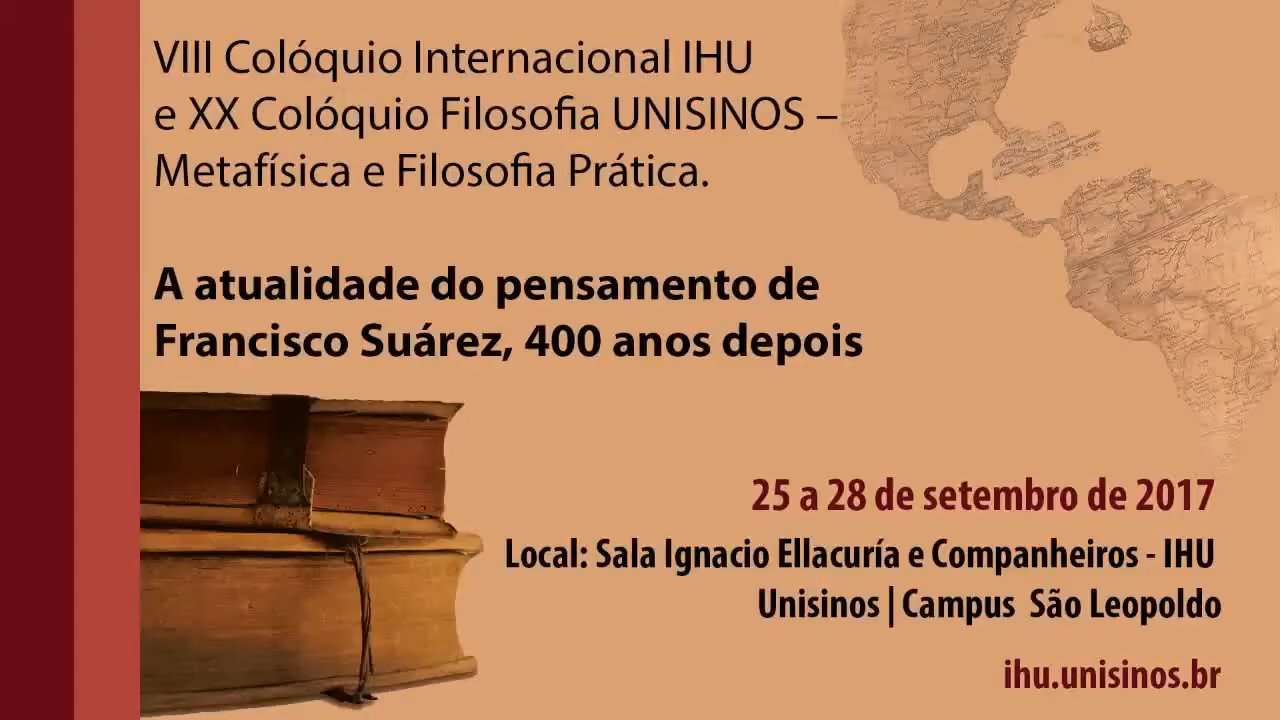 VIII Colóquio Internacional IHU
e XX Colóquio Filosofia UNISINOS –
Metafísica e Filosofia Prática.
A atualidade do pensamento de
Francisco Suárez, 400 anos depois
25 a 28 de setembro de 2017
Local: Sala Ignacio Ellacuría e Companheiros - IHU
Unisinos | Campus São Leopoldo
ihu.unisinos.br